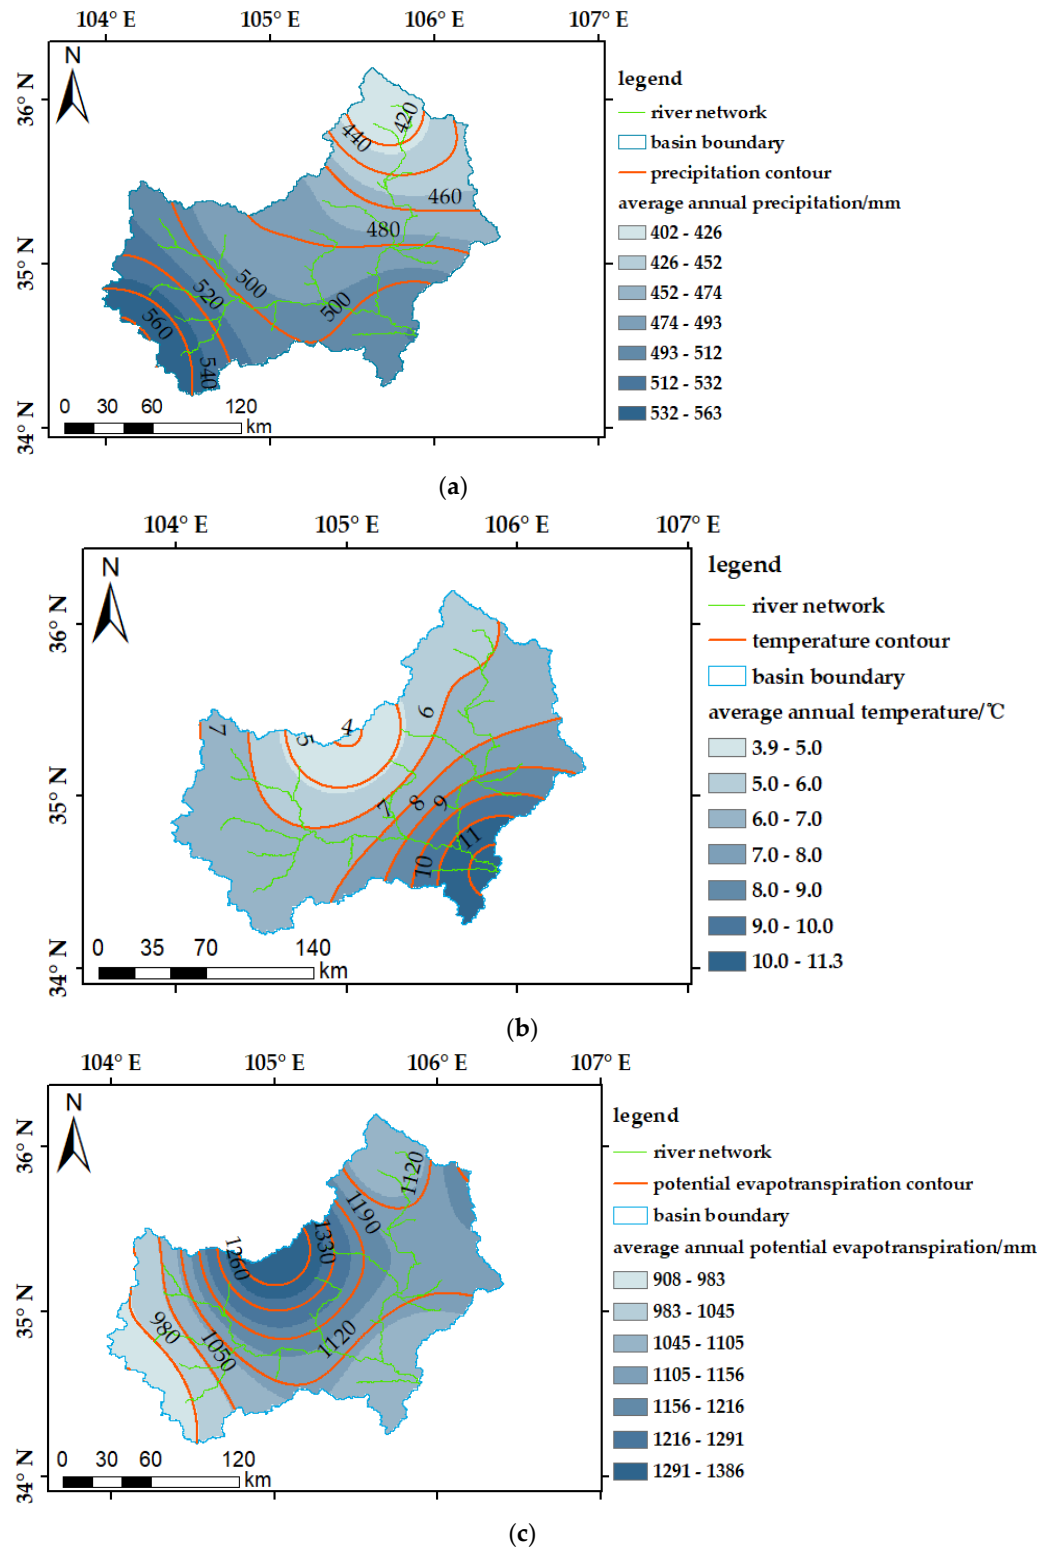 104° E 105° E 106° E 107° E
N
36° N
35° N
34° N
420
440
460
480
500
500
520
560
540
0 30 60 120
km
legend
river network
basin boundary
precipitation contour
average annual precipitation/mm
402 - 426
426 - 452
452 - 474
474 - 493
493 - 512
512 - 532
532 - 563
(a)
104° E 105° E 106° E 107° E
N
36° N
35° N
34° N
7
5
4
6
7
8
9
10
11
0 35 70 140
km
legend
river network
temperature contour
basin boundary
average annual temperature/℃
3.9 - 5.0
5.0 - 6.0
6.0 - 7.0
7.0 - 8.0
8.0 - 9.0
9.0 - 10.0
10.0 - 11.3
(b)
104° E 105° E 106° E 107° E
N
36° N
35° N
34° N
1120
1190
1330
1260
980
1050
1120
0 30 60 120
km
legend
river network
potential evapotranspiration contour
basin boundary
average annual potential evapotranspiration/mm
908 - 983
983 - 1045
1045 - 1105
1105 - 1156
1156 - 1216
1216 - 1291
1291 - 1386
(c)